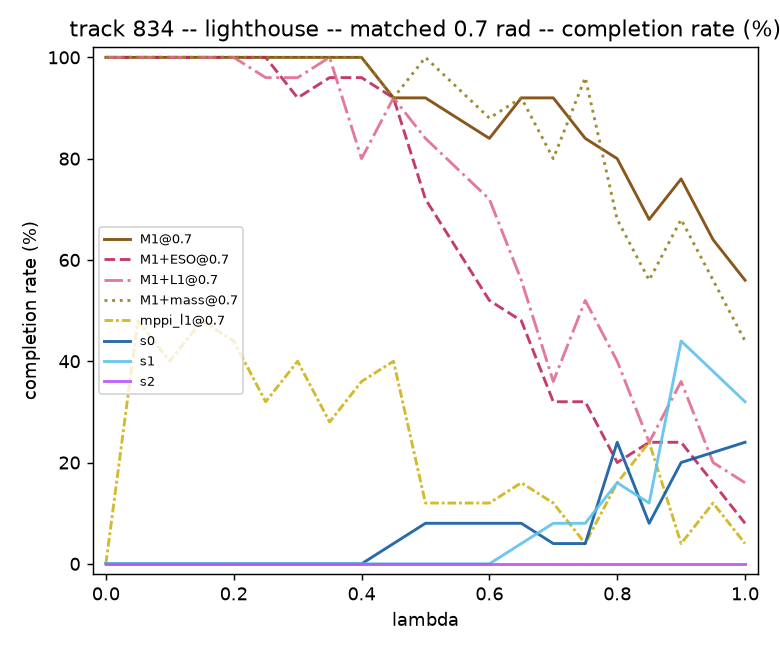 track 834 -- lighthouse -- matched 0.7 rad -- completion rate (%)
completion rate (%)
100
80
60
40
20
0
M1@0.7
M1+ESO@0.7
M1+L1@0.7
M1+mass@0.7
mppi_l1@0.7
s0
s1
s2
0.0 0.2 0.4 0.6 0.8 1.0
lambda